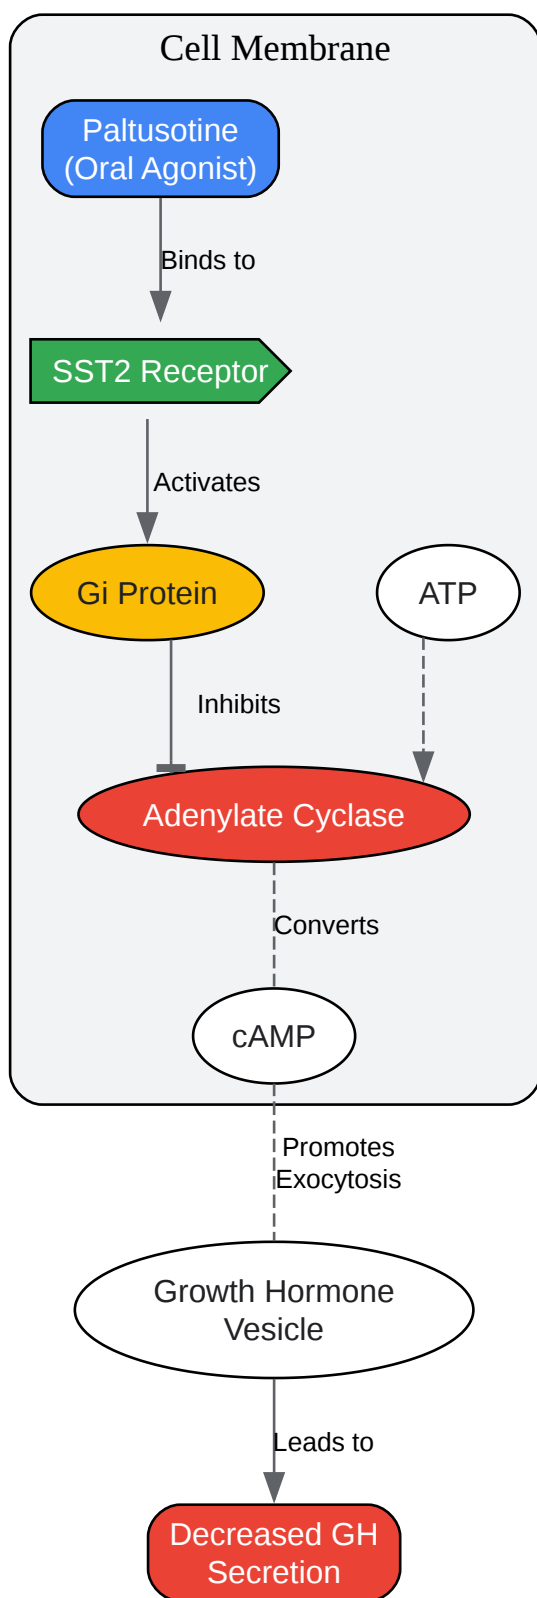 Cell Membrane
Paltusotine
(Oral Agonist)
Binds to
SST2 Receptor
Activates
Gi Protein
ATP
Inhibits
Adenylate Cyclase
Converts
cAMP
Promotes
Exocytosis
Growth Hormone
Vesicle
Leads to
Decreased GH
Secretion